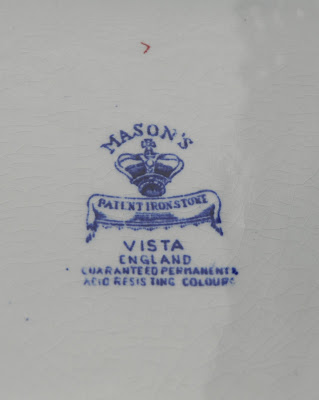 MASON'S
PATENT IRONSTONE
VISTA
ENGLAND
GUARANTEED PERMANENT &
ACID RESISTING COLOURS